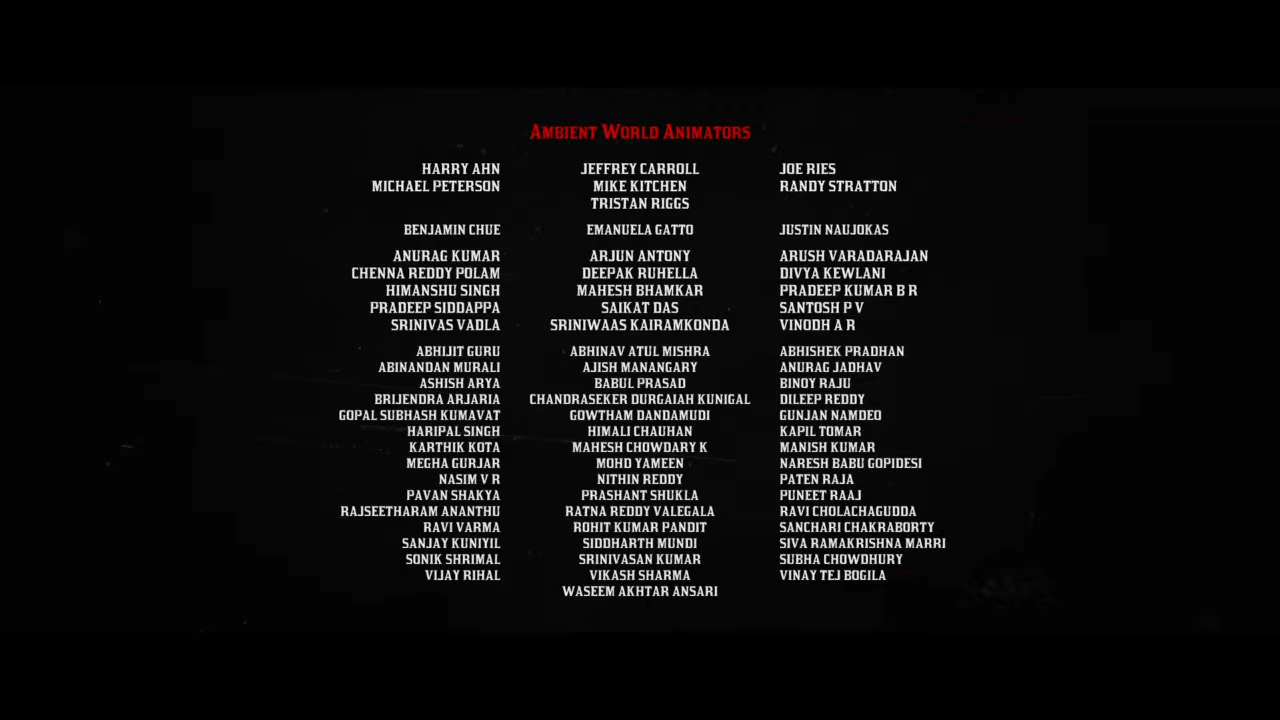 Ambient World Animators
HARRY AHN JEFFREY CARROLL JOE RIES
MICHAEL PETERSON MIKE KITCHEN RANDY STRATTON
TRISTAN RIGGS
BENJAMIN CHUE EMANUELA GATTO JUSTIN NAUJOKAS
ANURAG KUMAR ARJUN ANTONY ARUSH VARADARAJAN
CHENNA REDDY POLAM DEEPAK RUHELLA DIVYA KEWLANI
HIMANSHU SINGH MAHESH BHAMKAR PRADEEP KUMAR B R
PRADEEP SIDDAPPA SAIKAT DAS SANTOSH P V
SRINIVAS VADLA SRINIWAAS KAIRAMKONDA VINODH A R
ABHIJIT GURU ABHINAV ATUL MISHRA ABHISHEK PRADHAN
ABINANDAN MURALI AJISH MANANGARY ANURAG JADHAV
ASHISH ARYA BABUL PRASAD BINOY RAJU
BRIJENDRA ARJARIA CHANDRASEKER DURGAIAH KUNIGAL DILEEP REDDY
GOPAL SUBHASH KUMAVAT GOWTHAM DANDAMUDI GUNJAN NAMDEO
HARIPAL SINGH HIMALI CHAUHAN KAPIL TOMAR
KARTHIK KOTA MAHESH CHOWDARY K MANISH KUMAR
MEGHA GURJAR MOHD YAMEEN NARESH BABU GOPIDESI
NASIM V R NITHIN REDDY PATEN RAJA
PAVAN SHAKYA PRASHANT SHUKLA PUNEET RAAJ
RAJSEETHARAM ANANTHU RATNA REDDY VALEGALA RAVI CHOLACHAGUDDA
RAVI VARMA ROHIT KUMAR PANDIT SANCHARI CHAKRABORTY
SANJAY KUNIYIL SIDDHARTH MUNDI SIVA RAMAKRISHNA MARRI
SONIK SHRIMAL SRINIVASAN KUMAR SUBHA CHOWDHURY
VIJAY RIHAL VIKASH SHARMA VINAY TEJ BOGILA
WASEEM AKHTAR ANSARI